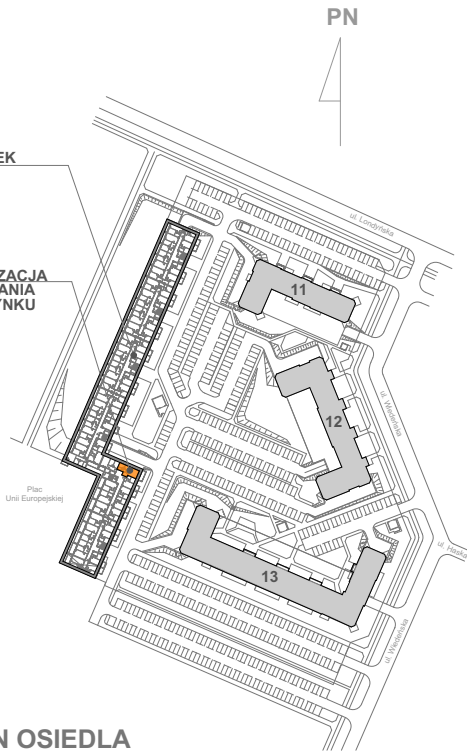 PN
EK
ZACJA
ANIA
YNKU
ul. Londyńska
11
ul. Wiedeńska
12
Plac
Unii Europejskiej
ul. Haska
13
ul. Wiedeńska
N OSIEDLA